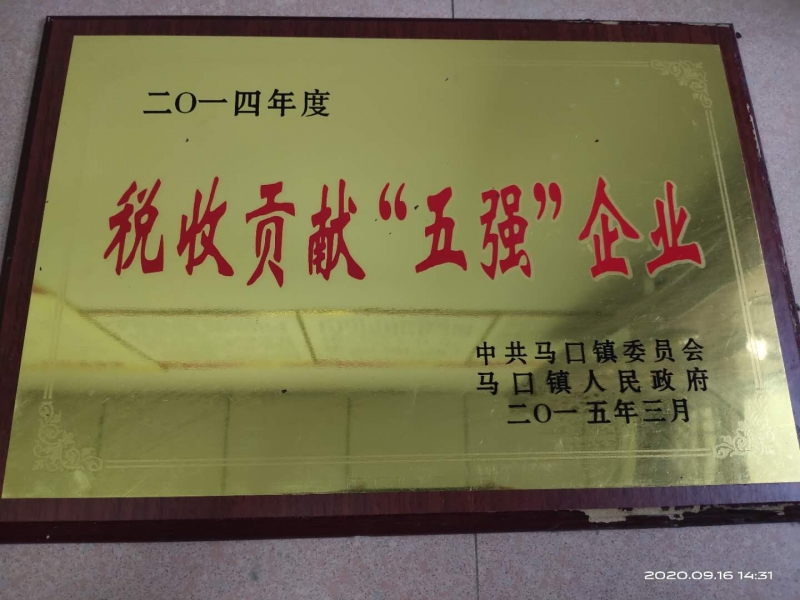 二〇一四年度
税收贡献“五强”企业
中共马口镇委员会
马口镇人民政府
二〇一五年三月
2020.09.16 14:31